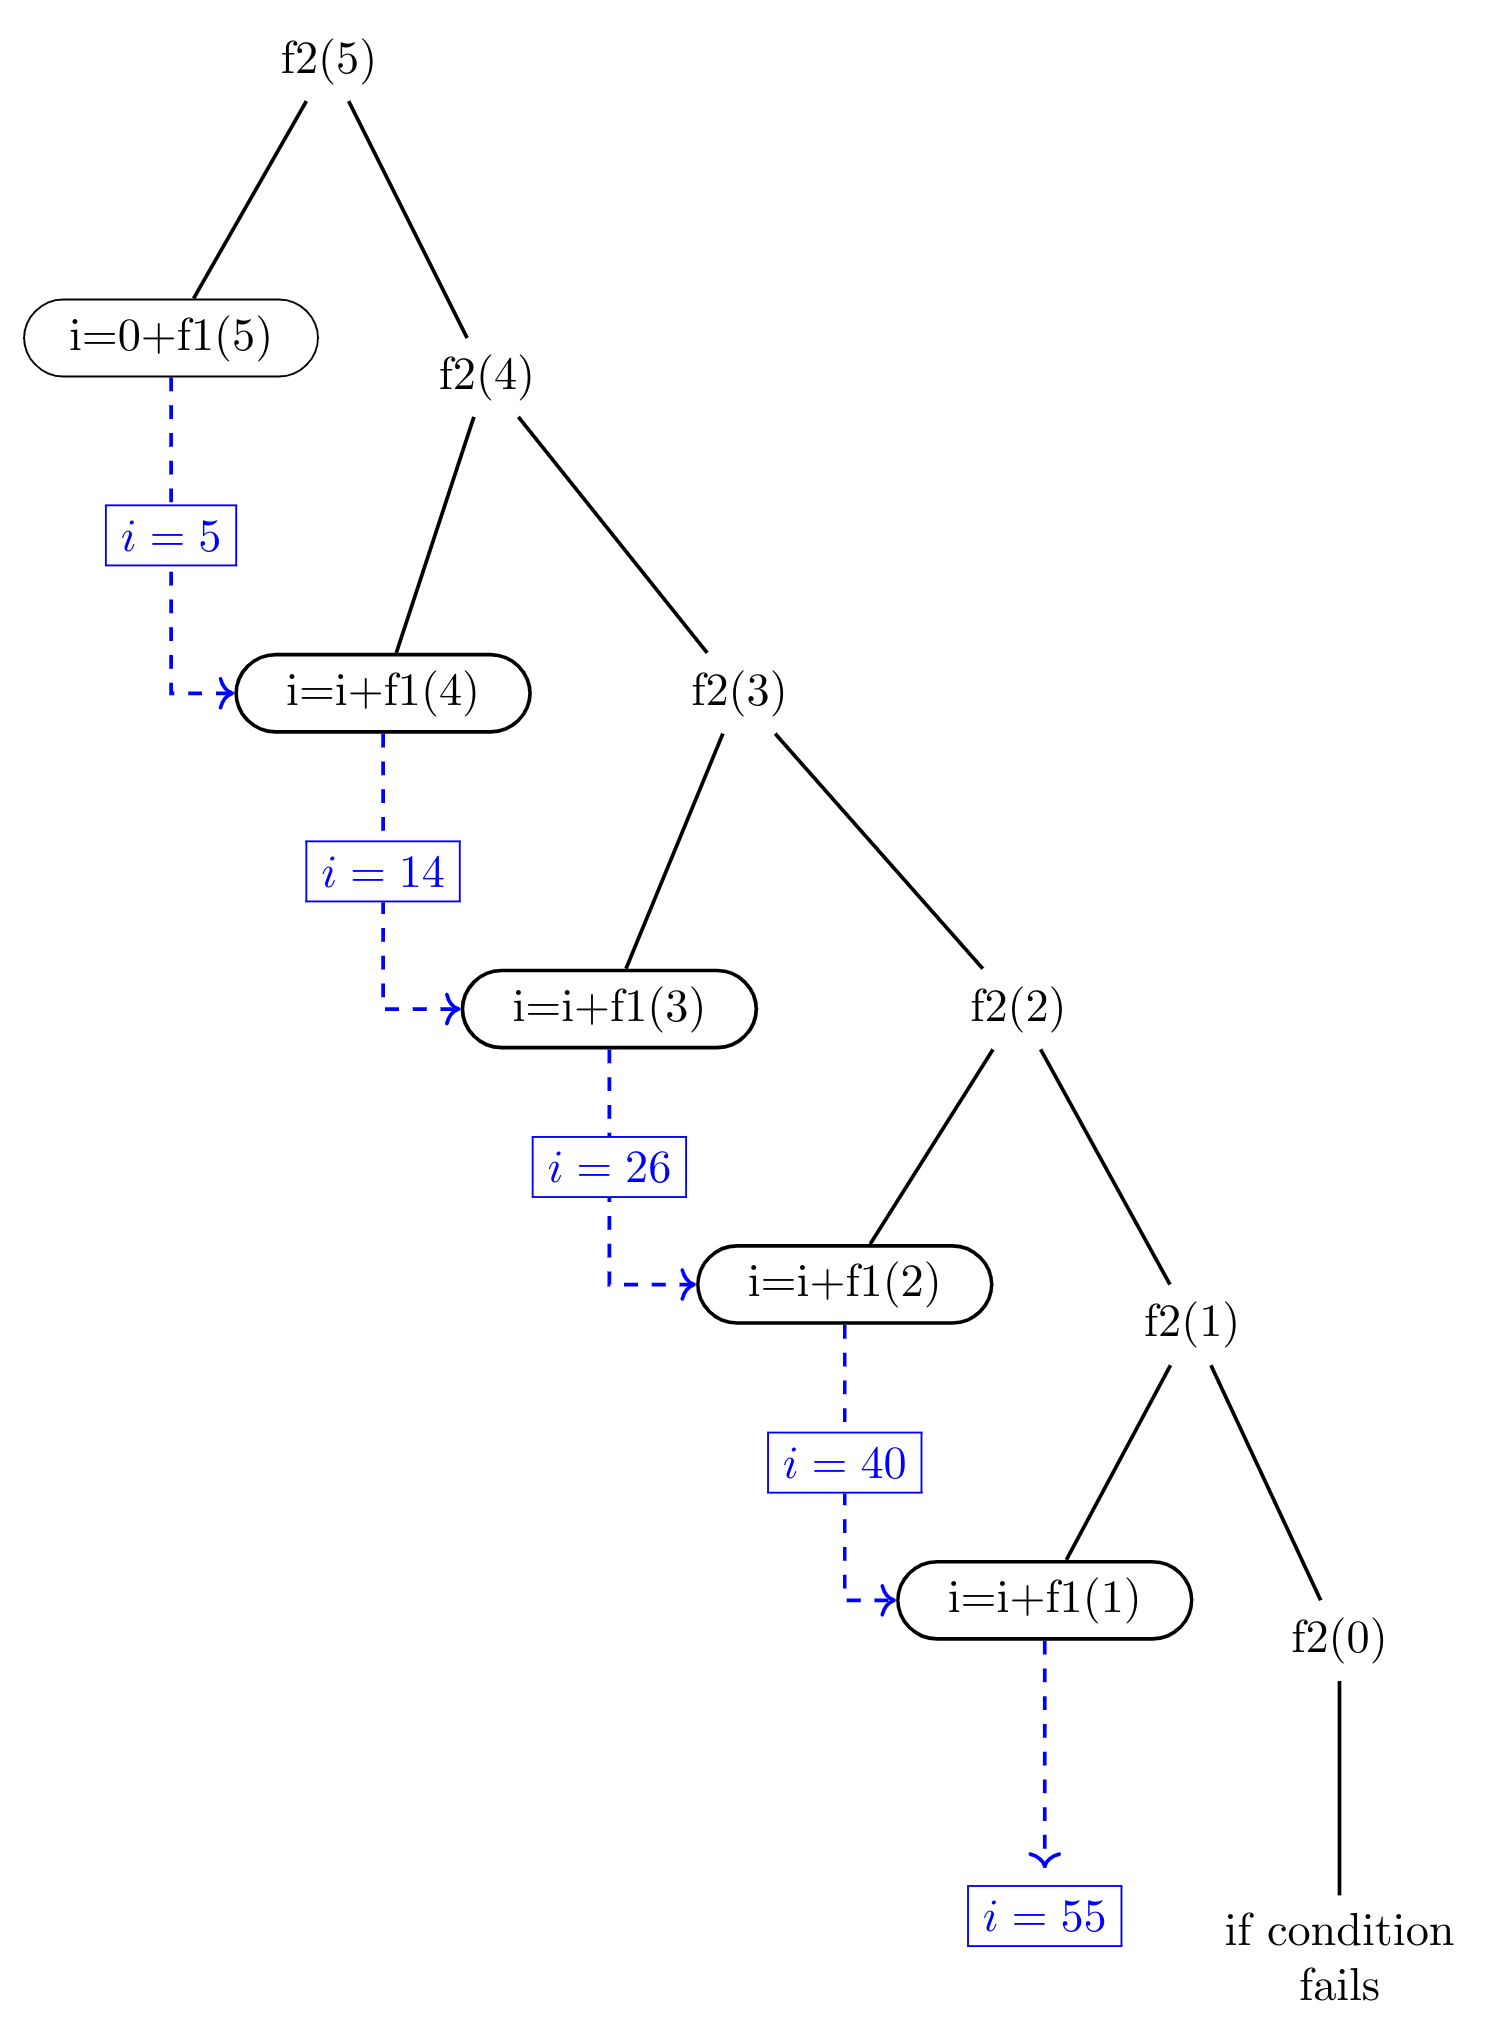 f2(5)
i=0+f1(5)
f2(4)
i = 5
i=i+f1(4)
f2(3)
i = 14
i=i+f1(3)
f2(2)
i = 26
i=i+f1(2)
f2(1)
i = 40
i=i+f1(1)
f2(0)
i = 55
if condition
fails